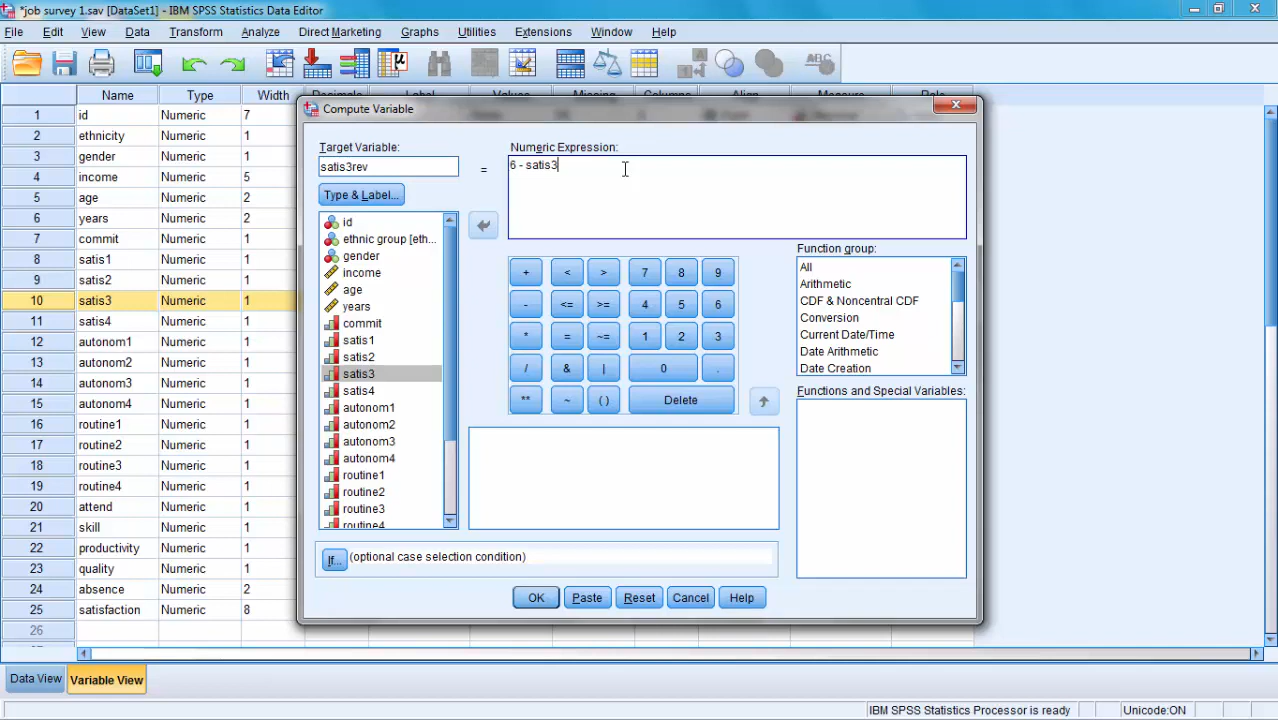 *job survey 1.sav [DataSet1] - IBM SPSS Statistics Data Editor
File Edit View Data Transform Analyze Direct Marketing Graphs Utilities Extensions Window Help
Name Type Width Decimals Label Values Missing Columns Align Measure Role
Compute Variable
1 id Numeric 7
2 ethnicity Numeric 1
3 gender Numeric 1
4 income Numeric 5
5 age Numeric 2
6 years Numeric 2
7 commit Numeric 1
8 satis1 Numeric 1
9 satis2 Numeric 1
10 satis3 Numeric 1
11 satis4 Numeric 1
12 autonom1 Numeric 1
13 autonom2 Numeric 1
14 autonom3 Numeric 1
15 autonom4 Numeric 1
16 routine1 Numeric 1
17 routine2 Numeric 1
18 routine3 Numeric 1
19 routine4 Numeric 1
20 attend Numeric 1
21 skill Numeric 1
22 productivity Numeric 1
23 quality Numeric 1
24 absence Numeric 2
25 satisfaction Numeric 8
26
Target Variable:
satis3rev
=
Type & Label...
Numeric Expression:
6 - satis3
id
ethnic group [eth...
gender
income
age
years
commit
satis1
satis2
satis3
satis4
autonom1
autonom2
autonom3
autonom4
routine1
routine2
routine3
routine4
+ < > 7 8 9
- <= >= 4 5 6
* = ~= 1 2 3
/ & | 0 .
** ~ ( ) Delete
Function group:
All
Arithmetic
CDF & Noncentral CDF
Conversion
Current Date/Time
Date Arithmetic
Date Creation
Functions and Special Variables:
If... (optional case selection condition)
OK Paste Reset Cancel Help
Data View Variable View
IBM SPSS Statistics Processor is ready Unicode:ON